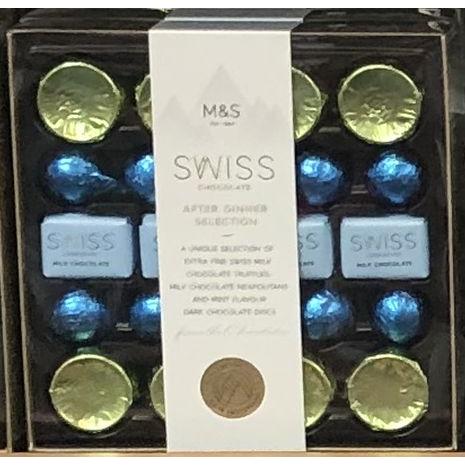 M&S
SWISS
CHOCOLATE
AFTER DINNER
SELECTION
A UNIQUE SELECTION OF
EXTRA FINE SWISS MILK
CHOCOLATE TRUFFLES,
MILK CHOCOLATE NEAPOLITANS
AND MINT FLAVOUR
DARK CHOCOLATE DISCS
SWISS
MILK CHOCOLATE
SS
SWISS
MILK CHOCOLATE